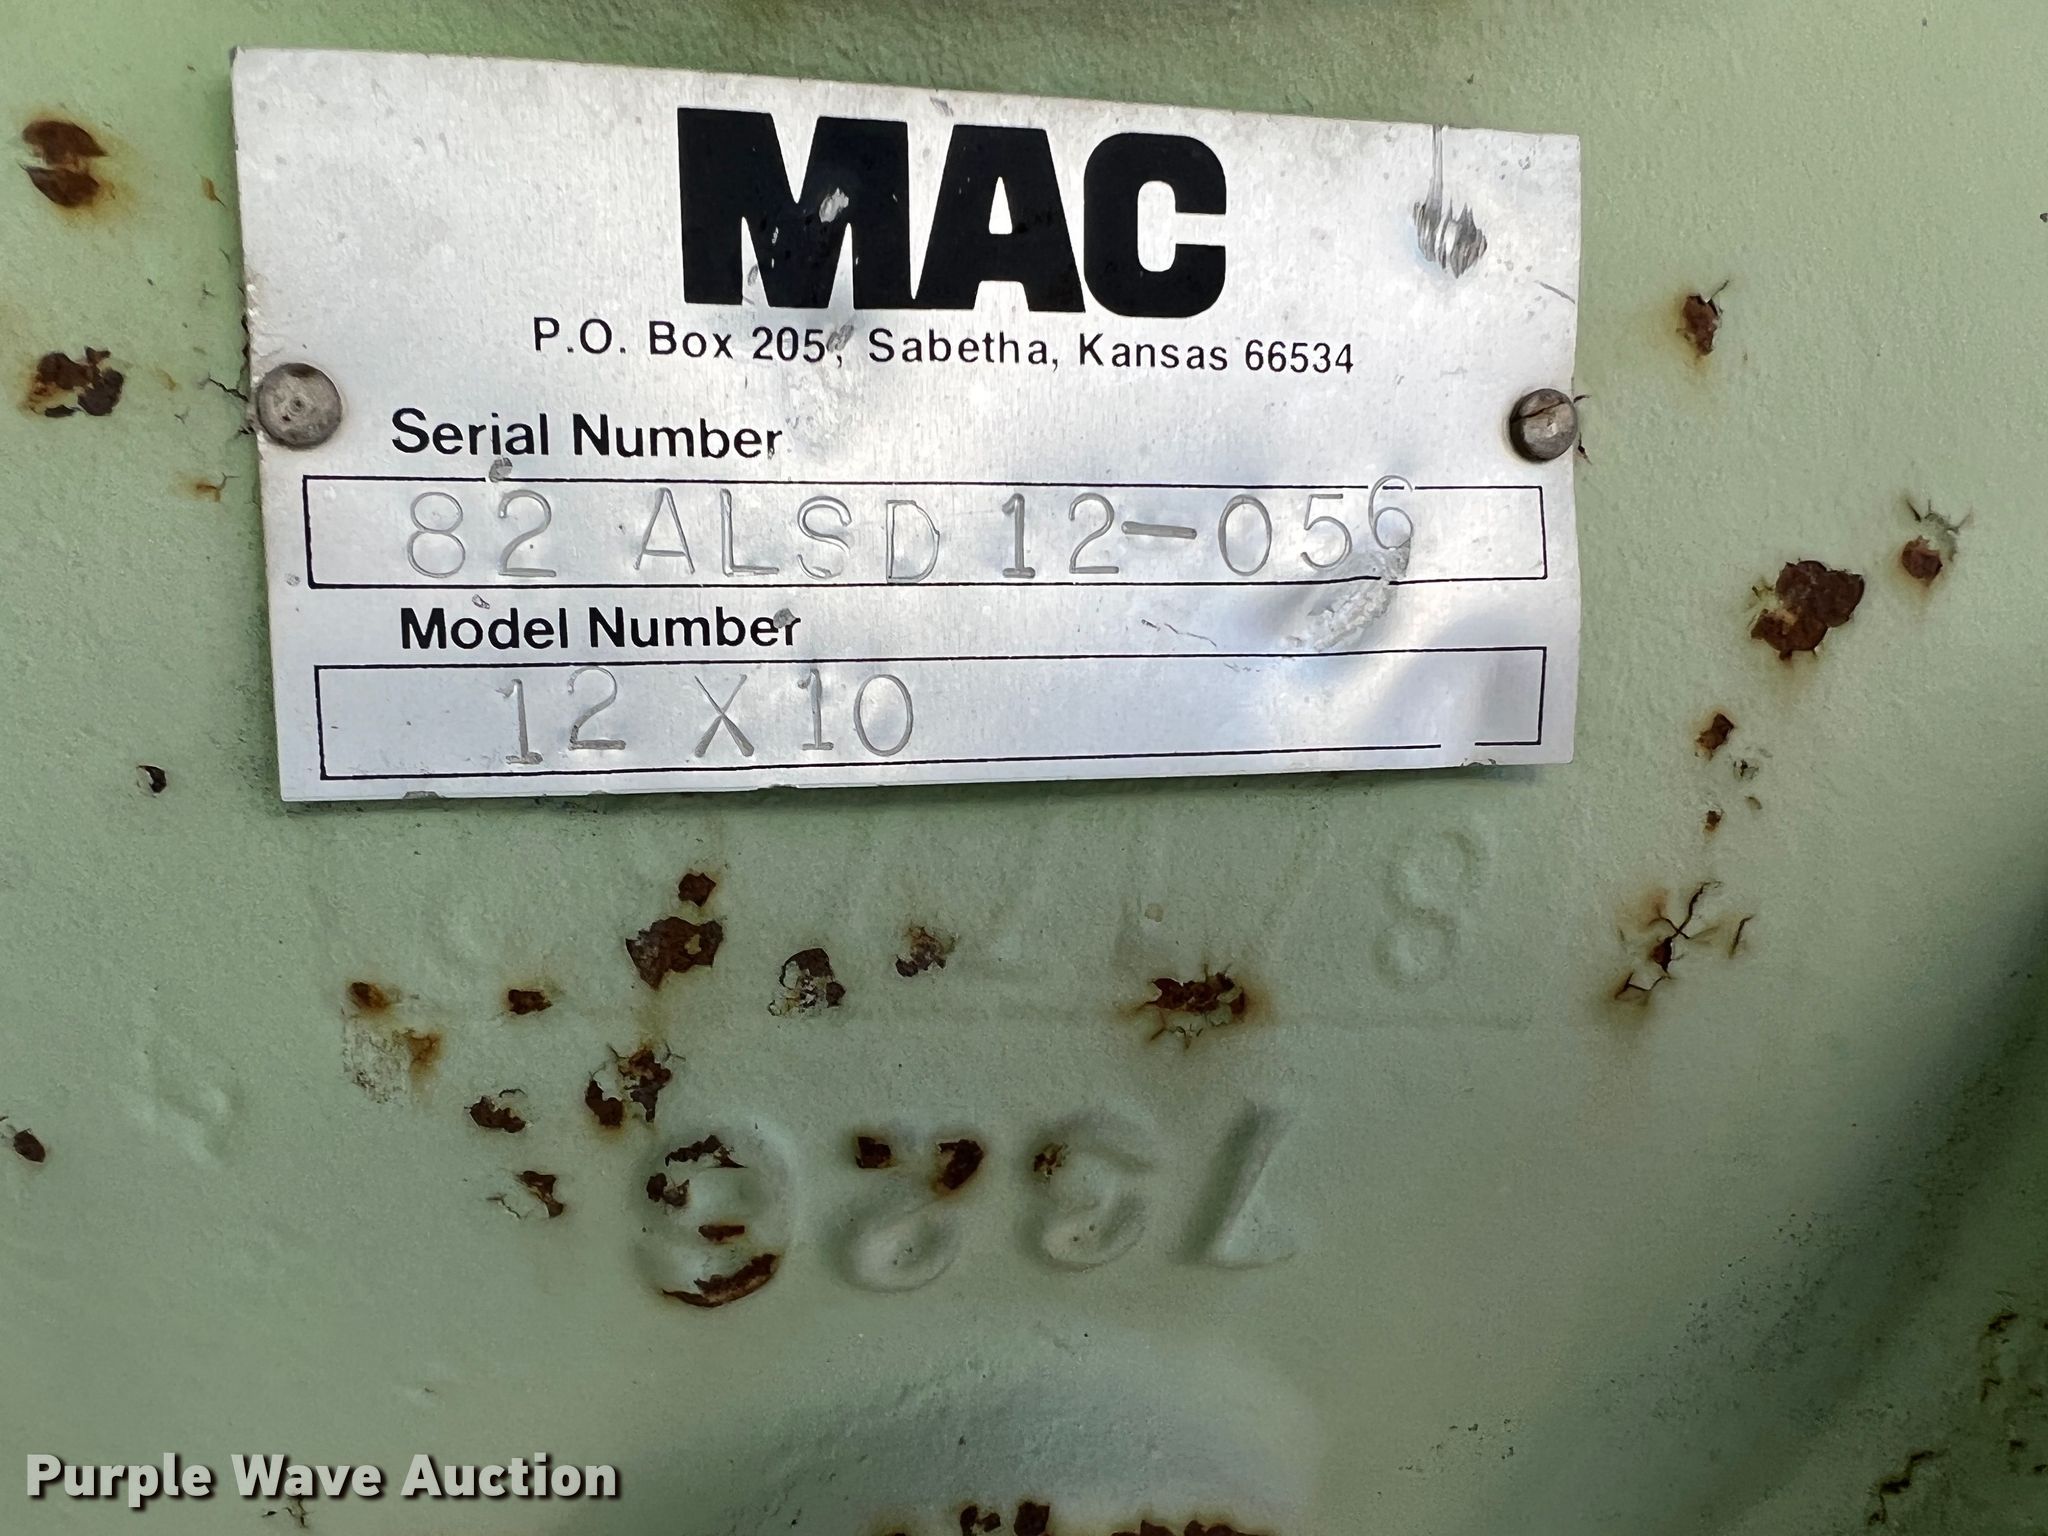 MAC
P.O. Box 205, Sabetha, Kansas 66534
Serial Number
82 ALSD 12-056
Model Number
12 X 10
Purple Wave Auction